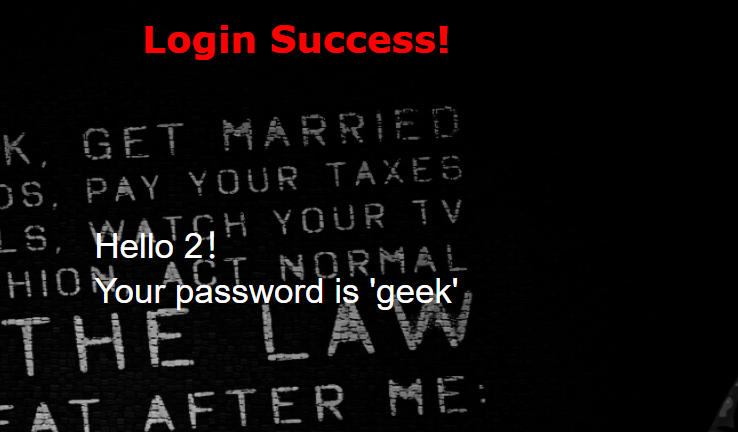 Login Success!
K, GET MARRIED
DS, PAY YOUR TAXES
LS, WATCH YOUR TV
HION, ACT NORMAL
Hello 2!
Your password is 'geek'
THE LAW
EAT AFTER ME: